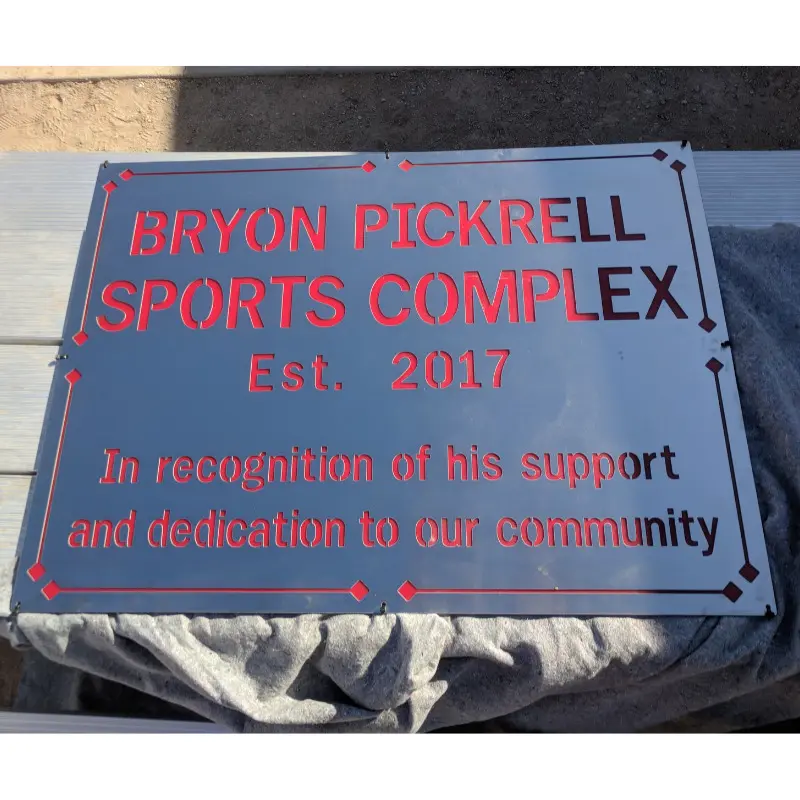 BRYON PICKRELL
SPORTS COMPLEX
Est. 2017
In recognition of his support
and dedication to our community